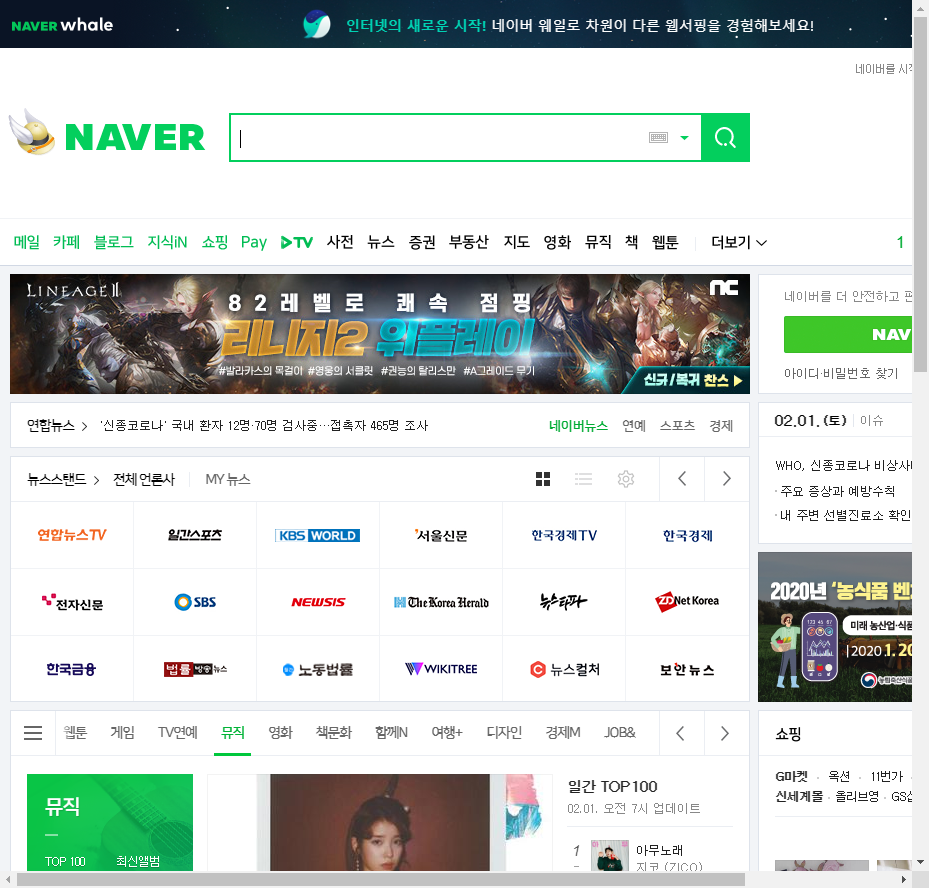 NAVER whale
인터넷의 새로운 시작! 네이버 웨일로 차원이 다른 웹서핑을 경험해보세요!
네이버를 시작
NAVER
메일 카페 블로그 지식iN 쇼핑 Pay TV 사전 뉴스 증권 부동산 지도 영화 뮤직 책 웹툰 더보기 1
LINEAGE II
NC
82레벨로 쾌속 점핑
리니지2 위플레이
#발라카스의 목걸이 #영웅의 서클릿 #권능의 탈리스만 #A그레이드 무기
신규/복귀 찬스
네이버를 더 안전하고 편
NAV
아이디·비밀번호 찾기
연합뉴스 > '신종코로나' 국내 환자 12명·70명 검사중…접촉자 465명 조사
네이버뉴스 연예 스포츠 경제
02.01.(토) 이슈
WHO, 신종코로나 비상사
· 주요 증상과 예방수칙
· 내 주변 선별진료소 확인
뉴스스탠드 > 전체 언론사 MY 뉴스
연합뉴스TV 일간스포츠 KBS WORLD 서울신문 한국경제TV 한국경제
전자신문 SBS NEWSIS The Korea Herald 뉴스타파 ZDNet Korea
한국금융 법률방송뉴스 노동법률 WIKITREE 뉴스컬처 보안뉴스
2020년 '농식품 벤
미래 농산업·식품
2020 1. 20
농림축산식품
웹툰 게임 TV연예 뮤직 영화 책문화 함께N 여행+ 디자인 경제M JOB&
쇼핑
G마켓 · 옥션 · 11번가 ·
신세계몰 · 올리브영 · GS샵
뮤직
TOP 100 최신앨범
일간 TOP100
02.01. 오전 7시 업데이트
1 아무노래
지코 (ZICO)